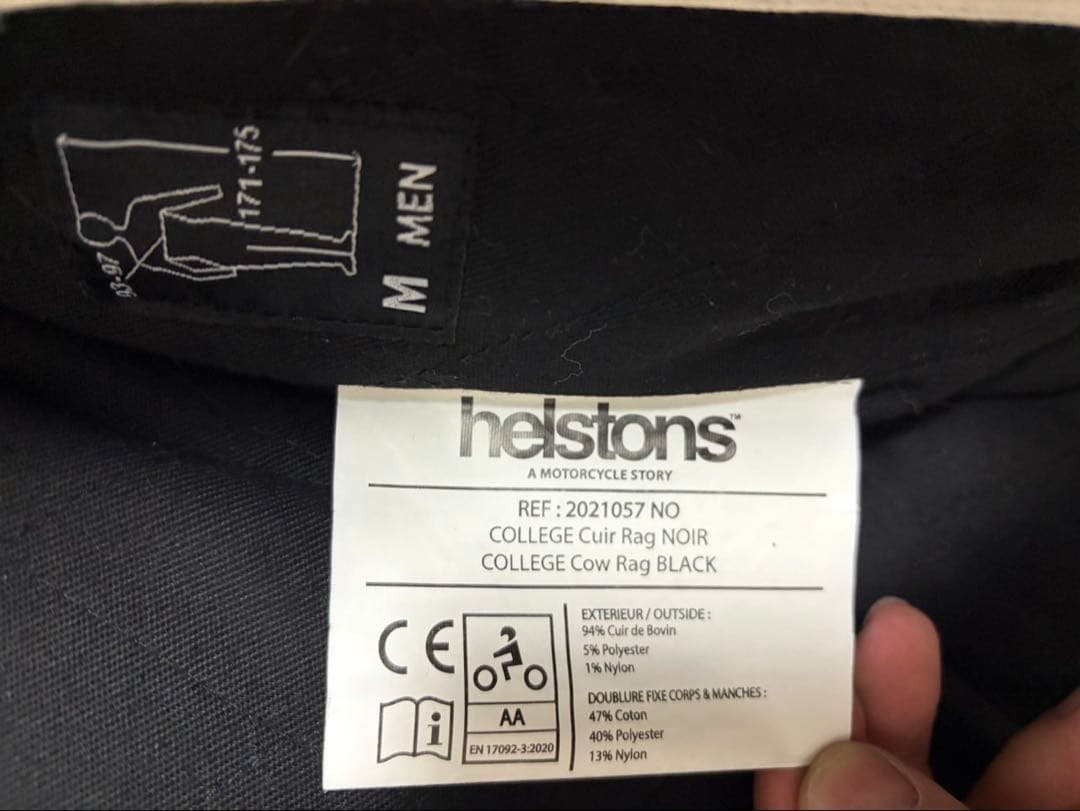 171-175
93-97
M MEN
helstons™
A MOTORCYCLE STORY
REF : 2021057 NO
COLLEGE Cuir Rag NOIR
COLLEGE Cow Rag BLACK
CE
i
AA
EN 17092-3:2020
EXTERIEUR / OUTSIDE :
94% Cuir de Bovin
5% Polyester
1% Nylon
DOUBLURE FIXE CORPS & MANCHES :
47% Coton
40% Polyester
13% Nylon